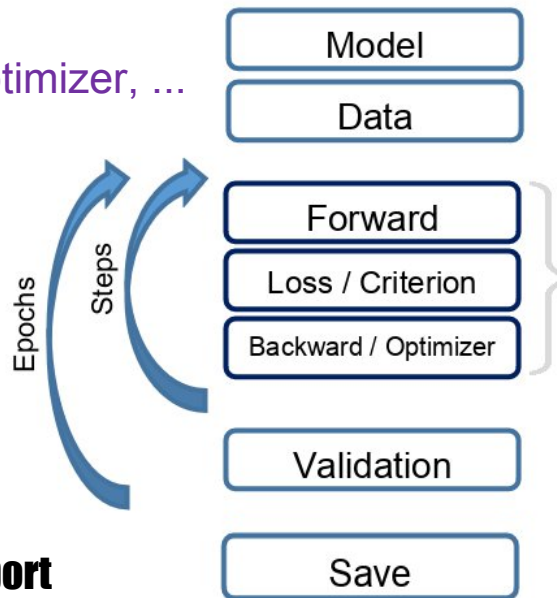 Model
timizer, ...
Data
Forward
Steps
Loss / Criterion
Epochs
Backward / Optimizer
Validation
ort
Save